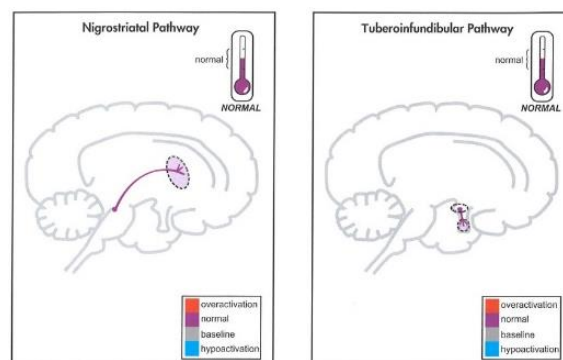 Nigrostriatal Pathway
normal
NORMAL
overactivation
normal
baseline
hypoactivation
Tuberoinfundibular Pathway
normal
NORMAL
overactivation
normal
baseline
hypoactivation